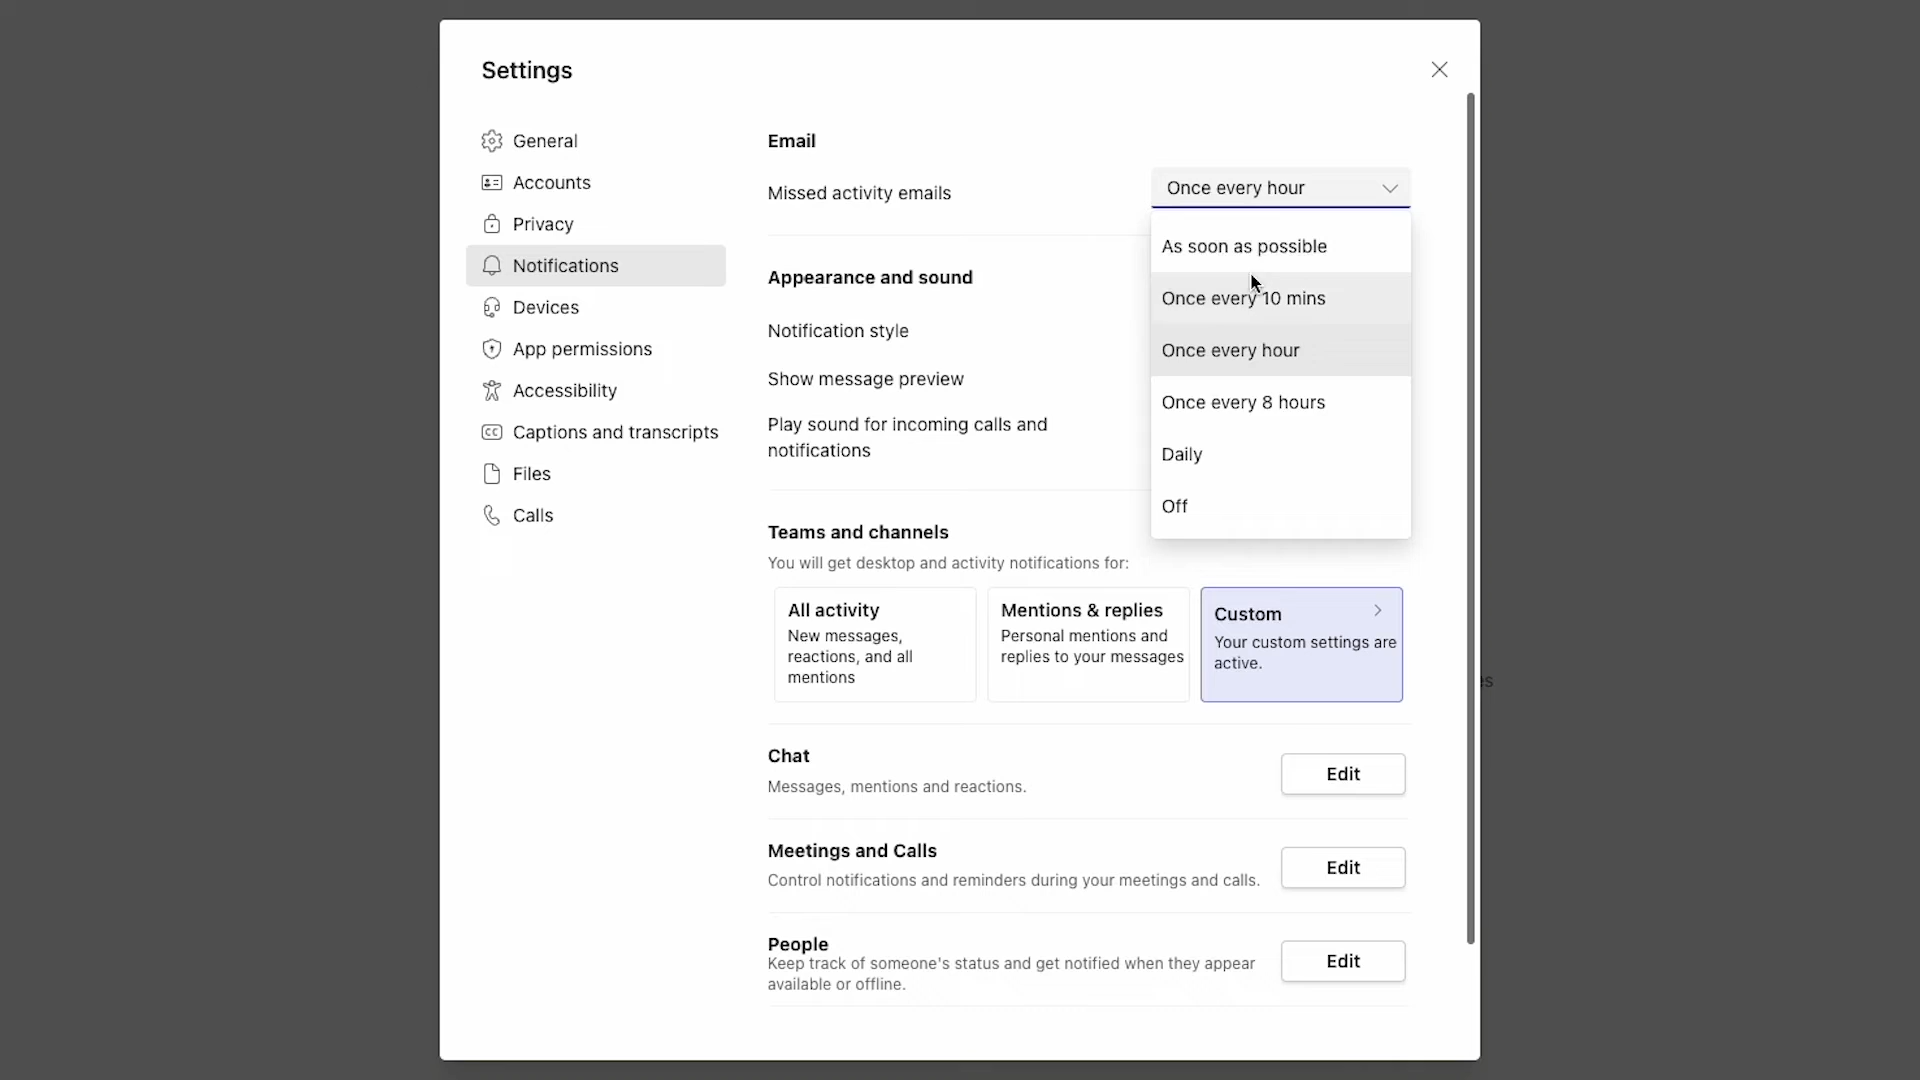 Settings
General
Accounts
Privacy
Notifications
Devices
App permissions
Accessibility
CC Captions and transcripts
Files
Calls
Email
Missed activity emails
Once every hour
As soon as possible
Once every 10 mins
Once every hour
Once every 8 hours
Daily
Off
Appearance and sound
Notification style
Show message preview
Play sound for incoming calls and
notifications
Teams and channels
You will get desktop and activity notifications for:
All activity
New messages,
reactions, and all
mentions
Mentions & replies
Personal mentions and
replies to your messages
Custom
Your custom settings are
active.
Chat
Messages, mentions and reactions.
Edit
Meetings and Calls
Control notifications and reminders during your meetings and calls.
Edit
People
Keep track of someone's status and get notified when they appear
available or offline.
Edit